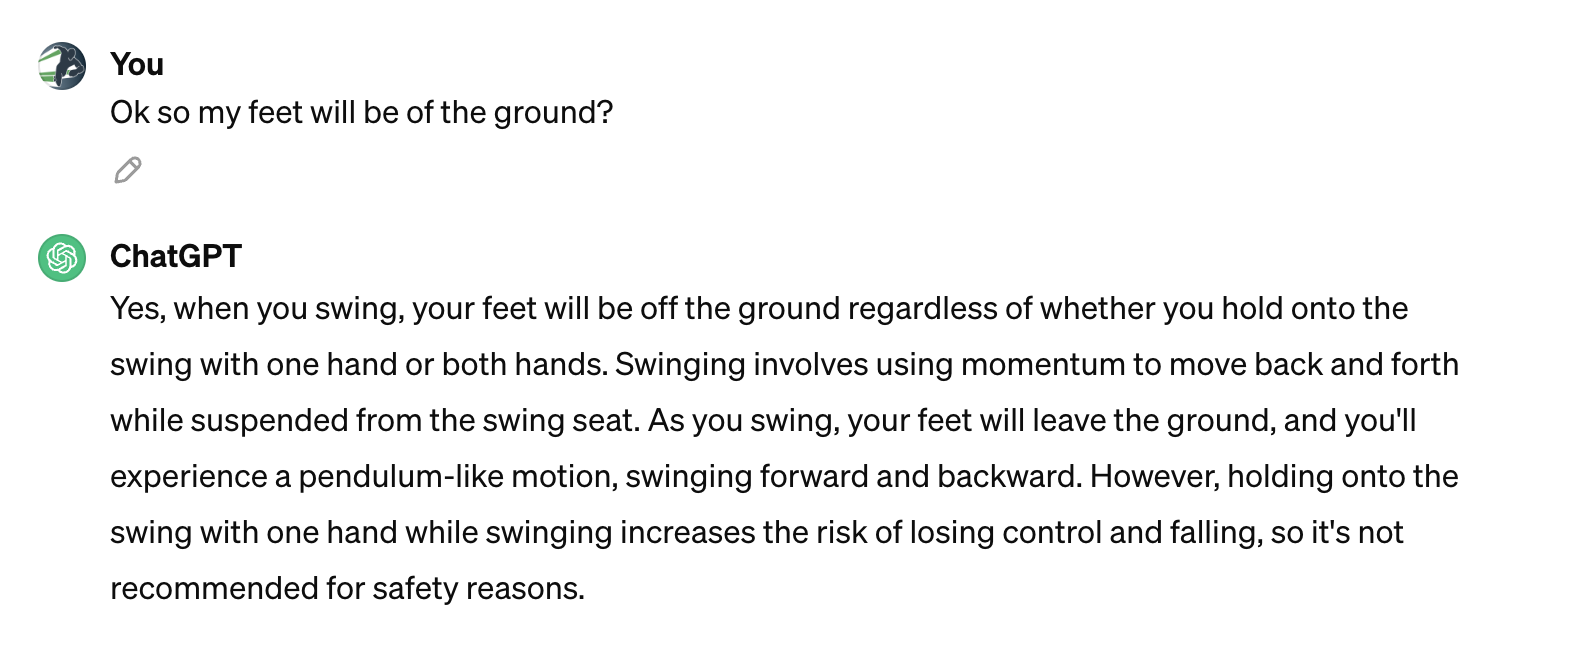 You
Ok so my feet will be of the ground?
ChatGPT
Yes, when you swing, your feet will be off the ground regardless of whether you hold onto the
swing with one hand or both hands. Swinging involves using momentum to move back and forth
while suspended from the swing seat. As you swing, your feet will leave the ground, and you'll
experience a pendulum-like motion, swinging forward and backward. However, holding onto the
swing with one hand while swinging increases the risk of losing control and falling, so it's not
recommended for safety reasons.